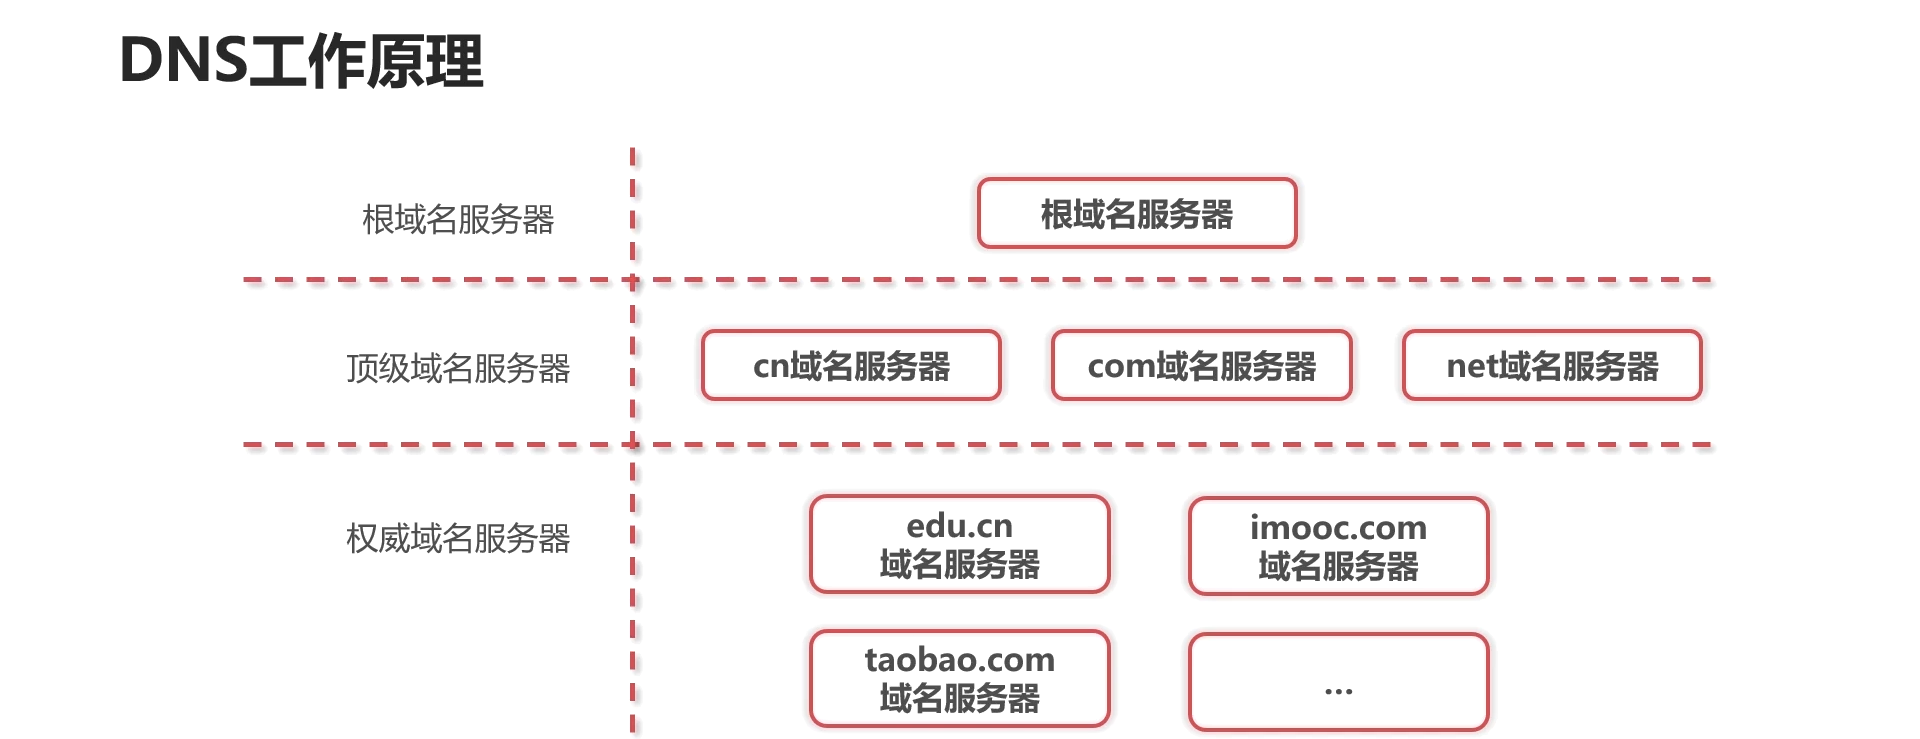 DNS工作原理
根域名服务器
根域名服务器
顶级域名服务器
cn域名服务器
com域名服务器
net域名服务器
权威域名服务器
edu.cn
域名服务器
imooc.com
域名服务器
taobao.com
域名服务器
...